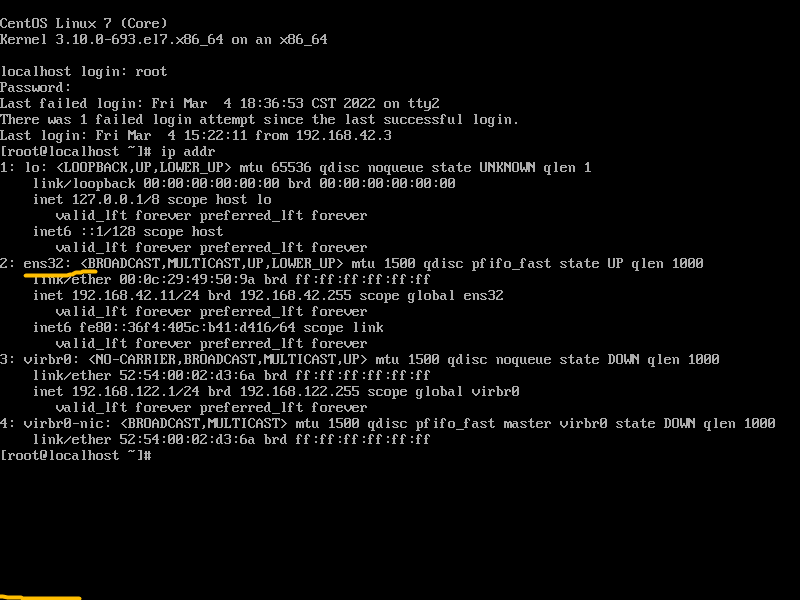 CentOS Linux 7 (Core)
Kernel 3.10.0-693.el7.x86_64 on an x86_64
localhost login: root
Password:
Last failed login: Fri Mar  4 18:36:53 CST 2022 on tty2
There was 1 failed login attempt since the last successful login.
Last login: Fri Mar  4 15:22:11 from 192.168.42.3
[root@localhost ~]# ip addr
1: lo: <LOOPBACK,UP,LOWER_UP> mtu 65536 qdisc noqueue state UNKNOWN qlen 1
    link/loopback 00:00:00:00:00:00 brd 00:00:00:00:00:00
    inet 127.0.0.1/8 scope host lo
       valid_lft forever preferred_lft forever
    inet6 ::1/128 scope host
       valid_lft forever preferred_lft forever
2: ens32: <BROADCAST,MULTICAST,UP,LOWER_UP> mtu 1500 qdisc pfifo_fast state UP qlen 1000
    link/ether 00:0c:29:49:50:9a brd ff:ff:ff:ff:ff:ff
    inet 192.168.42.11/24 brd 192.168.42.255 scope global ens32
       valid_lft forever preferred_lft forever
    inet6 fe80::36f4:405c:b41:d416/64 scope link
       valid_lft forever preferred_lft forever
3: virbr0: <NO-CARRIER,BROADCAST,MULTICAST,UP> mtu 1500 qdisc noqueue state DOWN qlen 1000
    link/ether 52:54:00:02:d3:6a brd ff:ff:ff:ff:ff:ff
    inet 192.168.122.1/24 brd 192.168.122.255 scope global virbr0
       valid_lft forever preferred_lft forever
4: virbr0-nic: <BROADCAST,MULTICAST> mtu 1500 qdisc pfifo_fast master virbr0 state DOWN qlen 1000
    link/ether 52:54:00:02:d3:6a brd ff:ff:ff:ff:ff:ff
[root@localhost ~]#